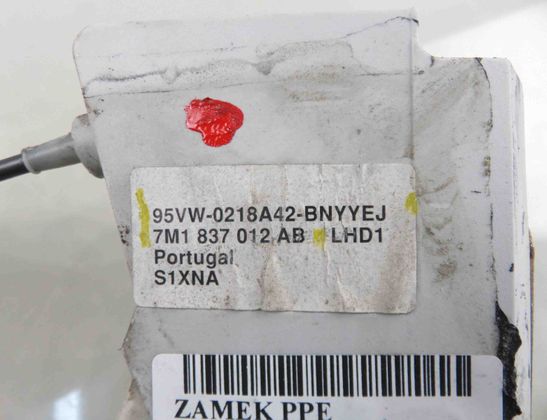 95VW-0218A42-BNYYEJ
7M1 837 012 AB LHD1
Portugal
S1XNA
ZAMEK PPE